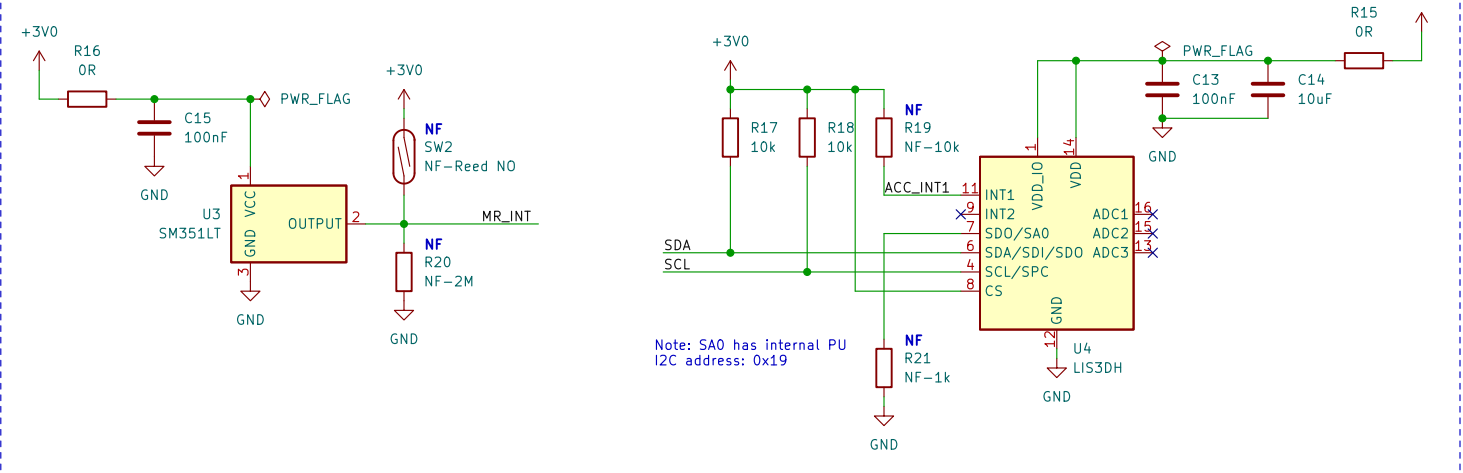 +3V0
R16
0R
PWR_FLAG
C15
100nF
GND
1
VCC
U3
SM351LT
OUTPUT
2
GND
3
GND
+3V0
NF
SW2
NF-Reed NO
MR_INT
NF
R20
NF-2M
GND
+3V0
R17
10k
R18
10k
NF
R19
NF-10k
ACC_INT1
SDA
SCL
Note: SA0 has internal PU
I2C address: 0x19
NF
R21
NF-1k
GND
R15
0R
PWR_FLAG
C13
100nF
C14
10uF
GND
1
14
VDD_IO
VDD
11
INT1
9
INT2
7
SDO/SA0
6
SDA/SDI/SDO
4
SCL/SPC
8
CS
ADC1
16
ADC2
15
ADC3
13
GND
12
U4
LIS3DH
GND